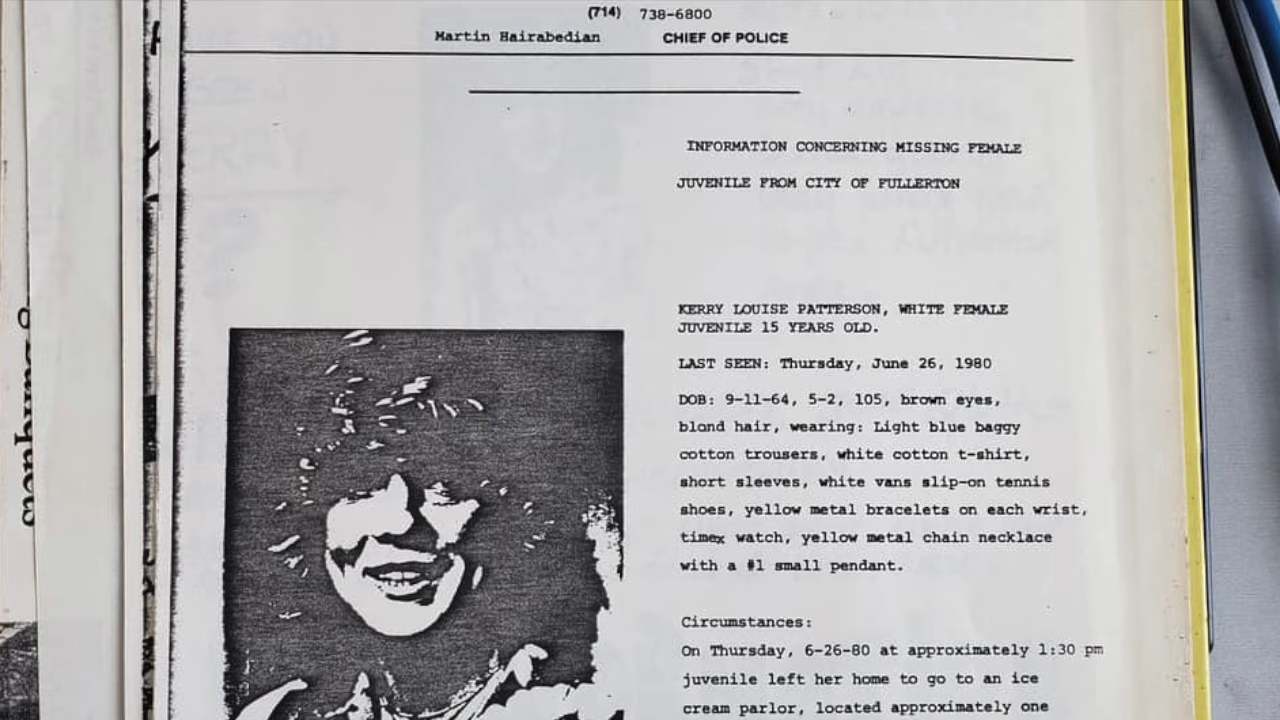 (714) 738-6800
Martin Hairabedian CHIEF OF POLICE
INFORMATION CONCERNING MISSING FEMALE
JUVENILE FROM CITY OF FULLERTON
KERRY LOUISE PATTERSON, WHITE FEMALE
JUVENILE 15 YEARS OLD.
LAST SEEN: Thursday, June 26, 1980
DOB: 9-11-64, 5-2, 105, brown eyes,
blond hair, wearing: Light blue baggy
cotton trousers, white cotton t-shirt,
short sleeves, white vans slip-on tennis
shoes, yellow metal bracelets on each wrist,
timex watch, yellow metal chain necklace
with a #1 small pendant.
Circumstances:
On Thursday, 6-26-80 at approximately 1:30 pm
juvenile left her home to go to an ice
cream parlor, located approximately one